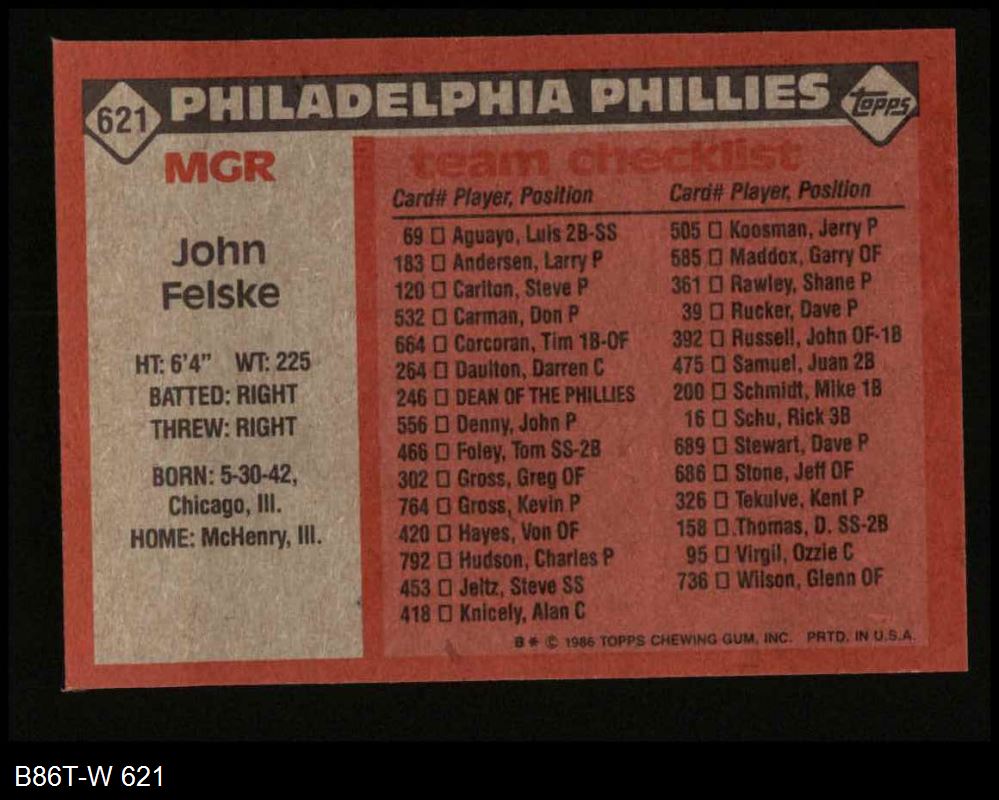 621 PHILADELPHIA PHILLIES topps
MGR
John
Felske
HT: 6'4" WT: 225
BATTED: RIGHT
THREW: RIGHT
BORN: 5-30-42,
Chicago, Ill.
HOME: McHenry, Ill.
team checklist
Card# Player, Position
69 □ Aguayo, Luis 2B-SS
183 □ Andersen, Larry P
120 □ Carlton, Steve P
532 □ Carman, Don P
664 □ Corcoran, Tim 1B-OF
264 □ Daulton, Darren C
246 □ DEAN OF THE PHILLIES
556 □ Denny, John P
466 □ Foley, Tom SS-2B
302 □ Gross, Greg OF
764 □ Gross, Kevin P
420 □ Hayes, Von OF
792 □ Hudson, Charles P
453 □ Jeltz, Steve SS
418 □ Knicely, Alan C
Card# Player, Position
505 □ Koosman, Jerry P
585 □ Maddox, Garry OF
361 □ Rawley, Shane P
39 □ Rucker, Dave P
392 □ Russell, John OF-1B
475 □ Samuel, Juan 2B
200 □ Schmidt, Mike 1B
16 □ Schu, Rick 3B
689 □ Stewart, Dave P
686 □ Stone, Jeff OF
326 □ Tekulve, Kent P
158 □ Thomas, D. SS-2B
95 □ Virgil, Ozzie C
736 □ Wilson, Glenn OF
B * © 1986 TOPPS CHEWING GUM, INC. PRTD. IN U.S.A.
B86T-W 621